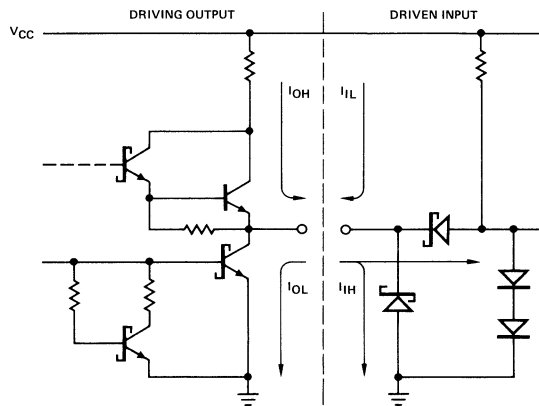 DRIVING OUTPUT
DRIVEN INPUT
VCC
IOH
IIL
IOL
IIH